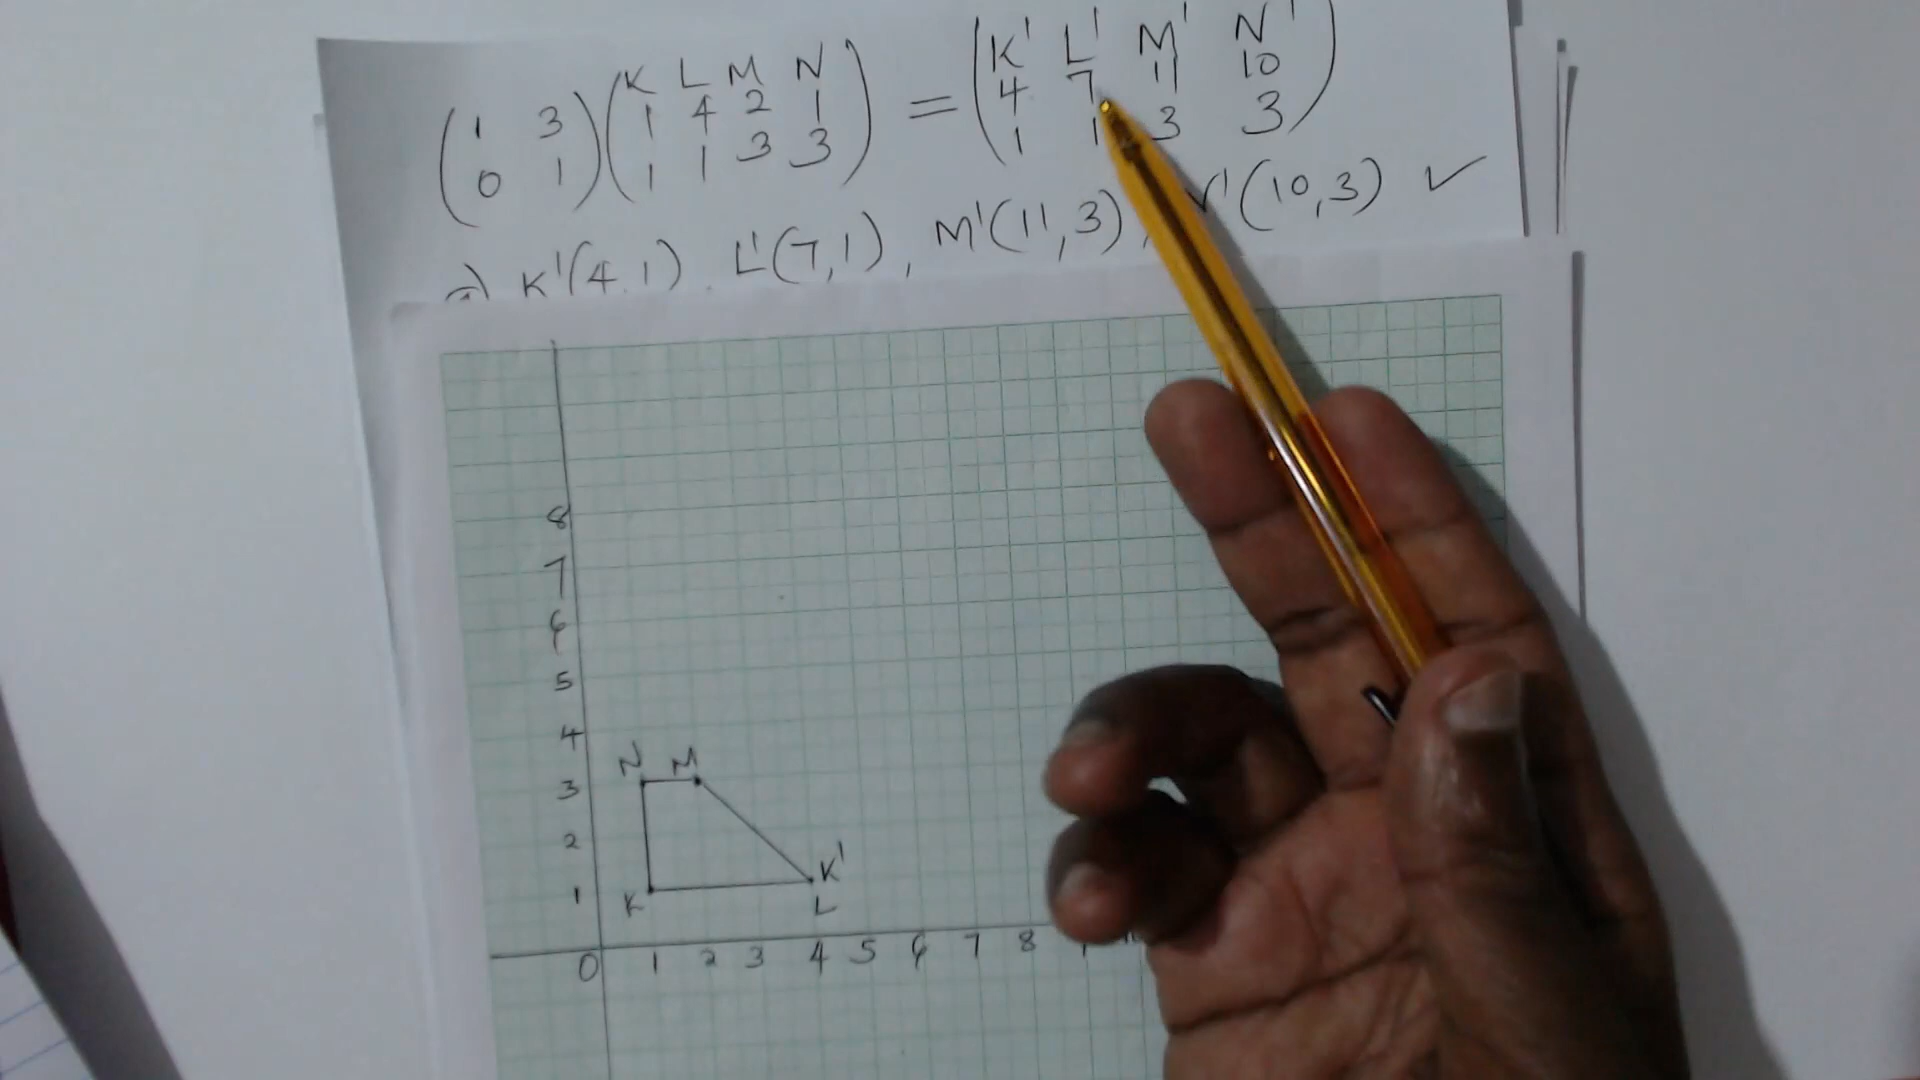 K L M N K' L' M' N'
(1 3) (1 4 2 1) = (4 7 11 10)
(0 1) (1 1 3 3) (1 1 3 3)
a) K'(4,1), L'(7,1), M'(11,3), N'(10,3) ✓
8
7
6
5
4
N M
3
2
K'
1
K L
0 1 2 3 4 5 6 7 8